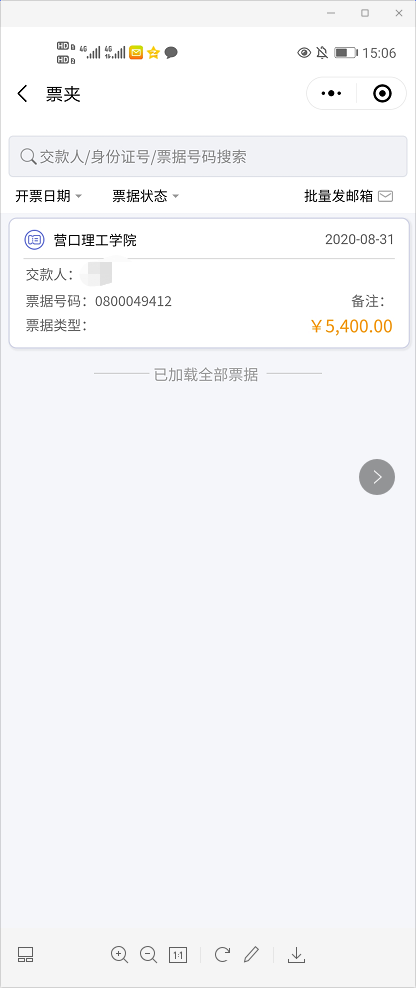 15:06
票夹
交款人/身份证号/票据号码搜索
开票日期 票据状态 批量发邮箱
营口理工学院 2020-08-31
交款人：
票据号码：0800049412 备注：
票据类型： ￥5,400.00
已加载全部票据
1:1